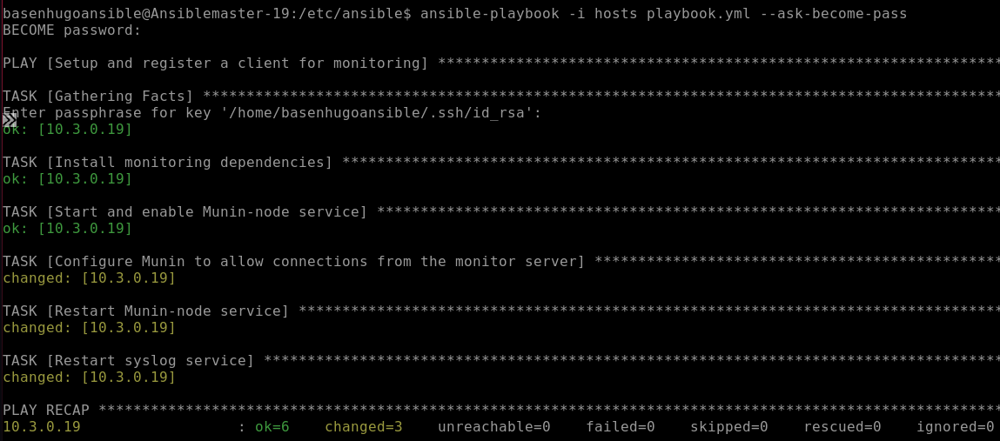 basenhugoansible@Ansiblemaster-19:/etc/ansible$ ansible-playbook -i hosts playbook.yml --ask-become-pass
BECOME password:
PLAY [Setup and register a client for monitoring] *****************************************************************
TASK [Gathering Facts] ********************************************************************************************
Enter passphrase for key '/home/basenhugoansible/.ssh/id_rsa':
ok: [10.3.0.19]
TASK [Install monitoring dependencies] ****************************************************************************
ok: [10.3.0.19]
TASK [Start and enable Munin-node service] ************************************************************************
ok: [10.3.0.19]
TASK [Configure Munin to allow connections from the monitor server] ***********************************************
changed: [10.3.0.19]
TASK [Restart Munin-node service] *********************************************************************************
changed: [10.3.0.19]
TASK [Restart syslog service] *************************************************************************************
changed: [10.3.0.19]
PLAY RECAP ********************************************************************************************************
10.3.0.19                  : ok=6    changed=3    unreachable=0    failed=0    skipped=0    rescued=0    ignored=0